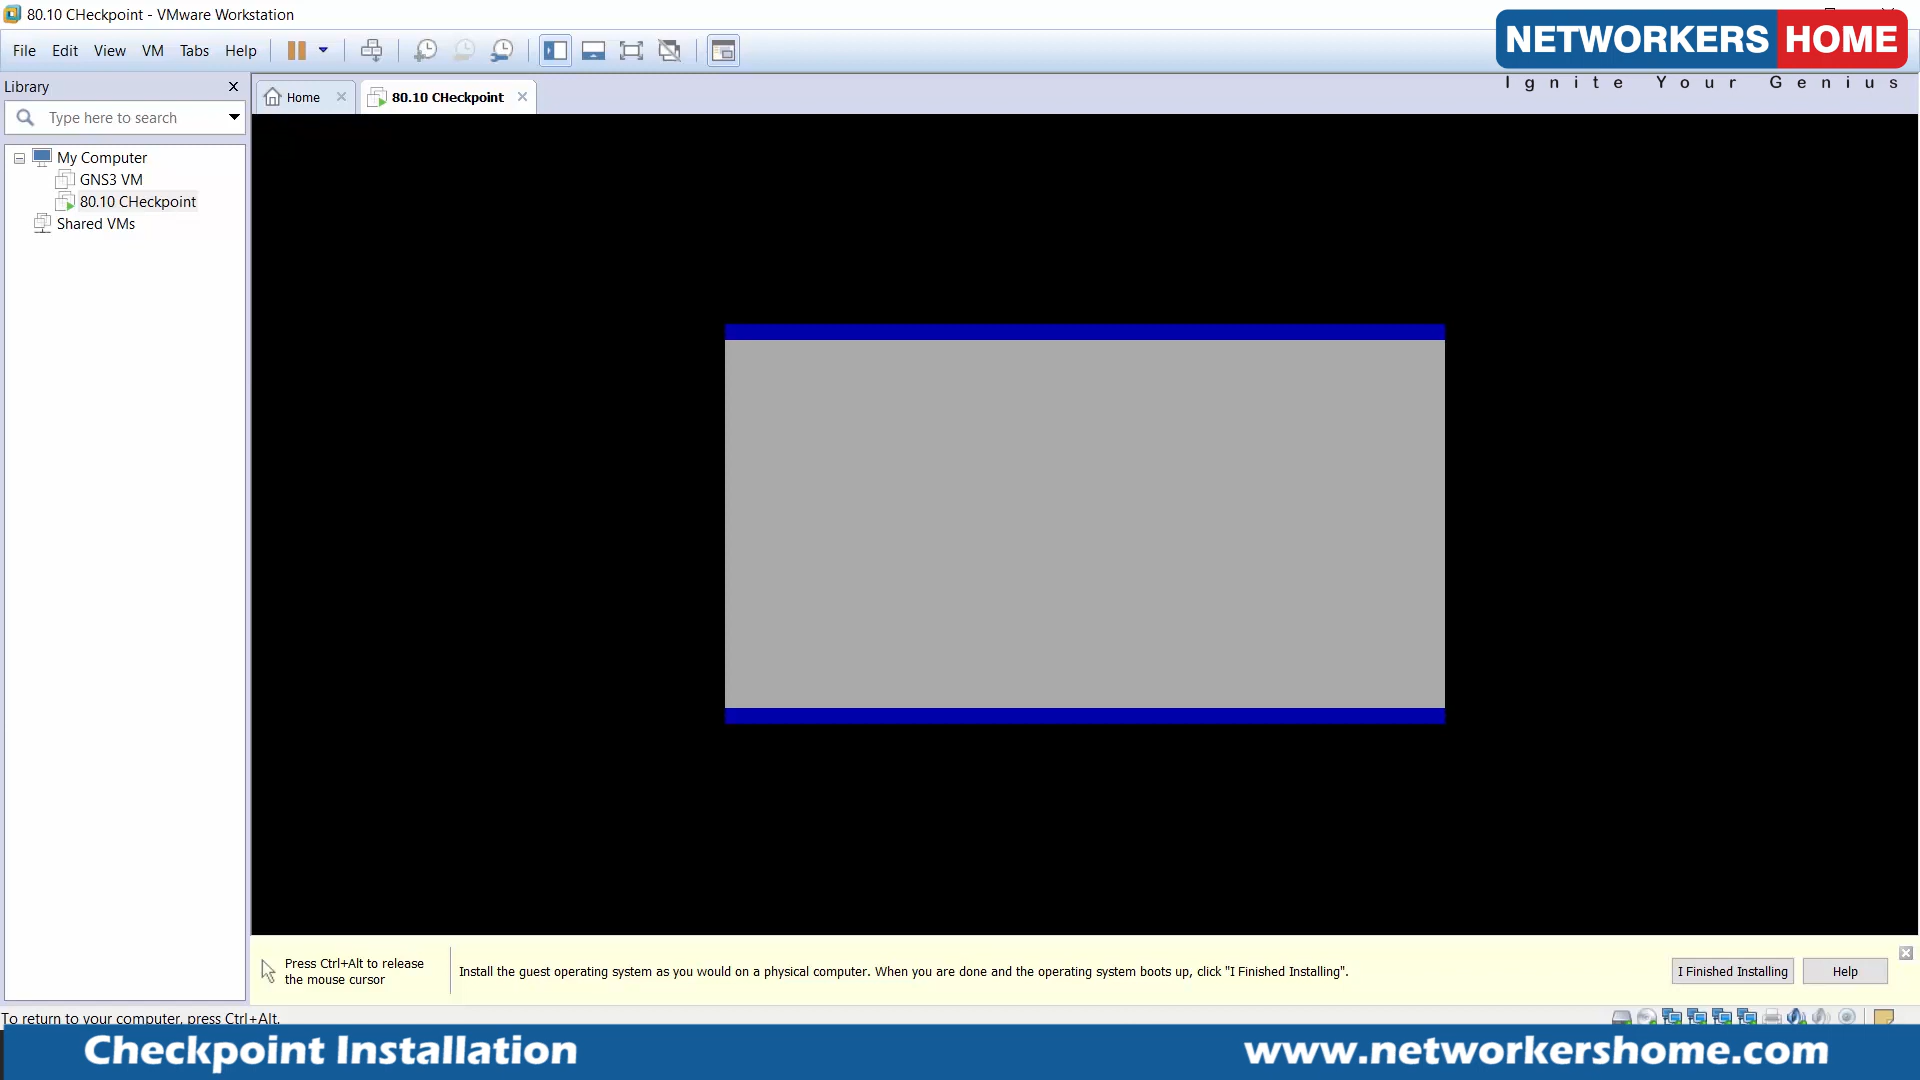 80.10 CHeckpoint - VMware Workstation
File Edit View VM Tabs Help
NETWORKERS HOME
Ignite Your Genius
Library
Home
80.10 CHeckpoint
Type here to search
My Computer
GNS3 VM
80.10 CHeckpoint
Shared VMs
Press Ctrl+Alt to release
the mouse cursor
Install the guest operating system as you would on a physical computer. When you are done and the operating system boots up, click "I Finished Installing".
I Finished Installing
Help
To return to your computer, press Ctrl+Alt.
Checkpoint Installation
www.networkershome.com